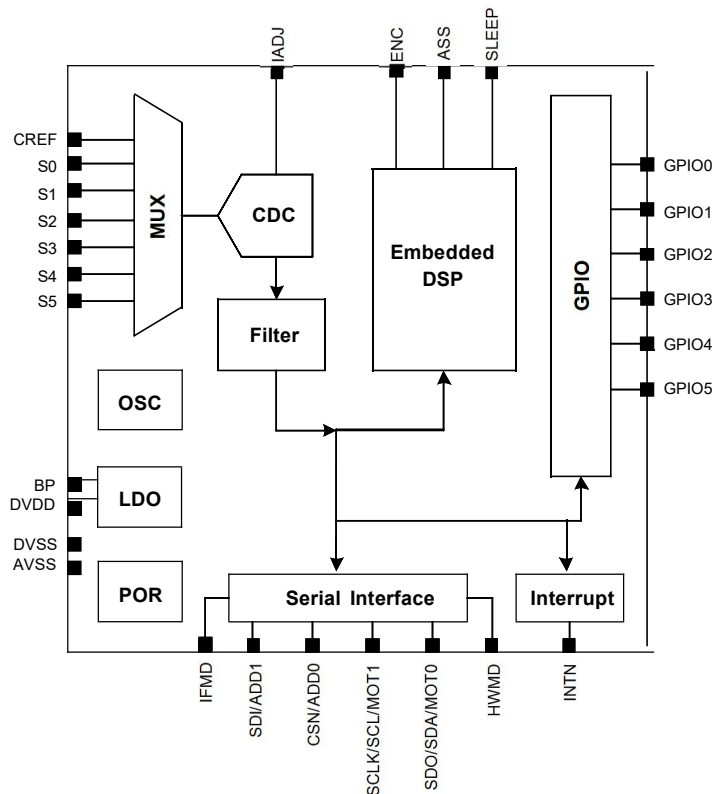 IADJ
ENC
ASS
SLEEP
CREF
S0
S1
S2
S3
S4
S5
MUX
CDC
Filter
Embedded
DSP
GPIO
GPIO0
GPIO1
GPIO2
GPIO3
GPIO4
GPIO5
OSC
BP
DVDD
LDO
DVSS
AVSS
POR
Serial Interface
Interrupt
IFMD
SDI/ADD1
CSN/ADD0
SCLK/SCL/MOT1
SDO/SDA/MOT0
HWMD
INTN